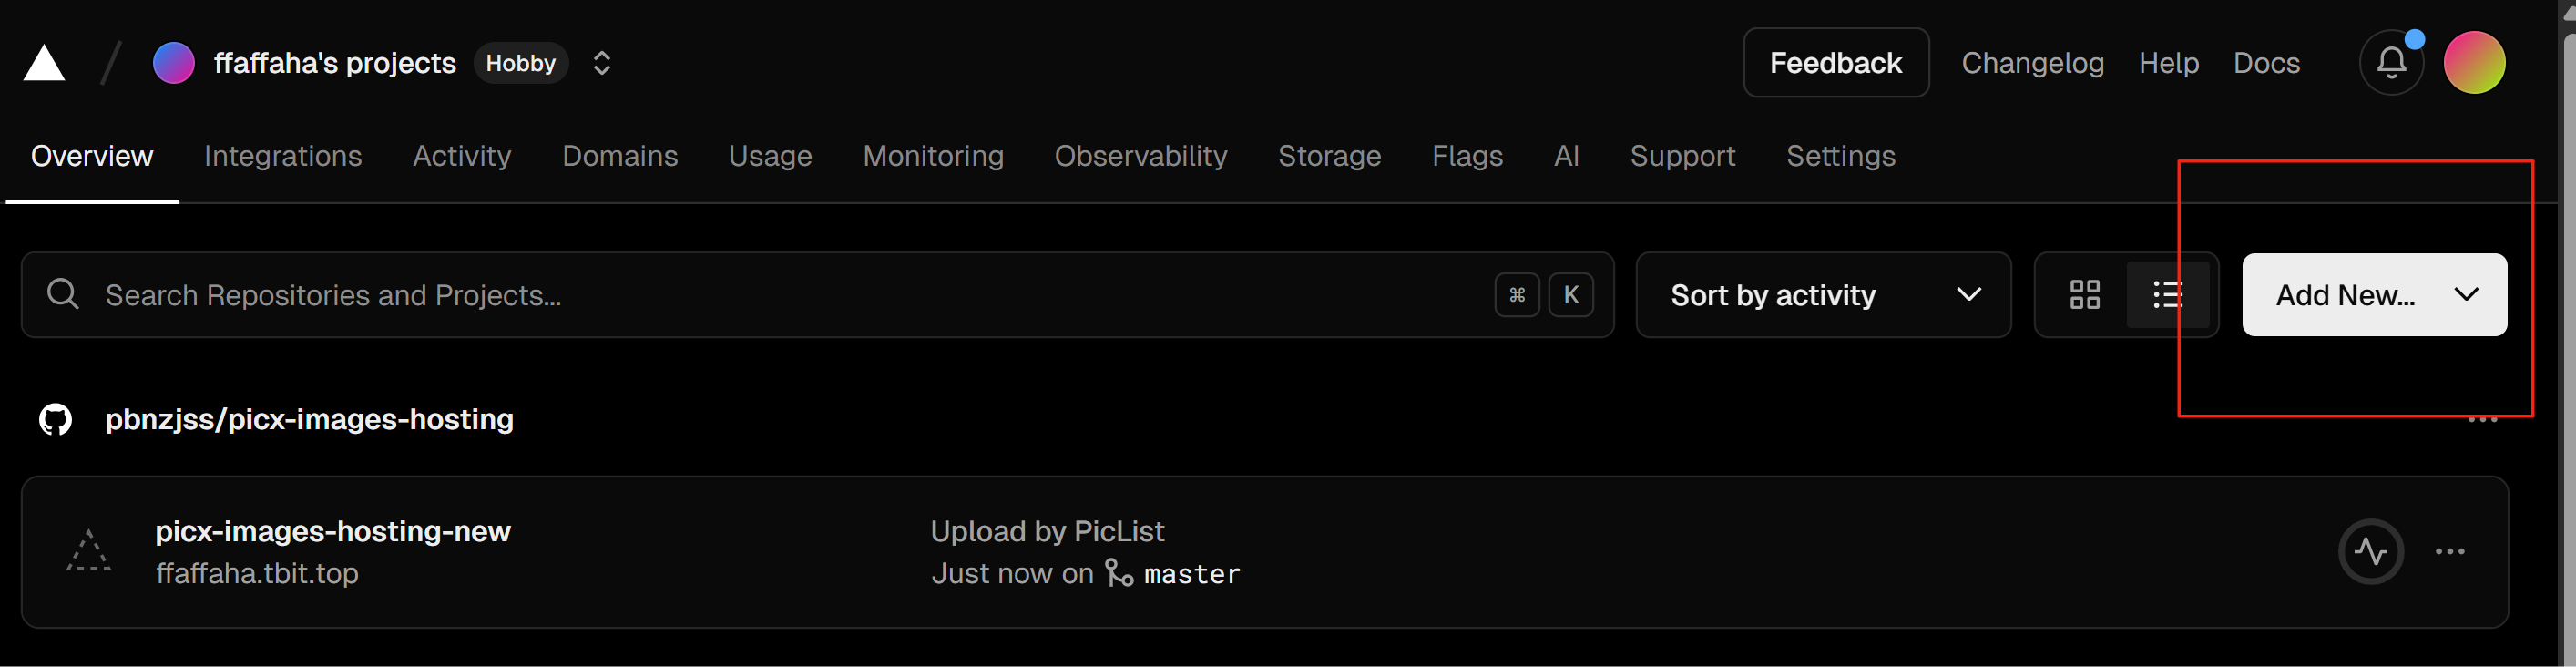 ffaffaha's projects Hobby Feedback Changelog Help Docs
Overview Integrations Activity Domains Usage Monitoring Observability Storage Flags AI Support Settings
Search Repositories and Projects... ⌘ K Sort by activity Add New...
pbnzjss/picx-images-hosting
picx-images-hosting-new Upload by PicList
ffaffaha.tbit.top Just now on master